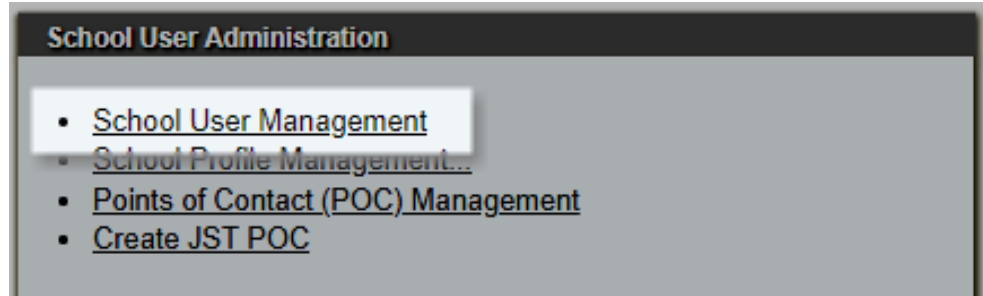 School User Administration
• School User Management
• School Profile Management...
• Points of Contact (POC) Management
• Create JST POC